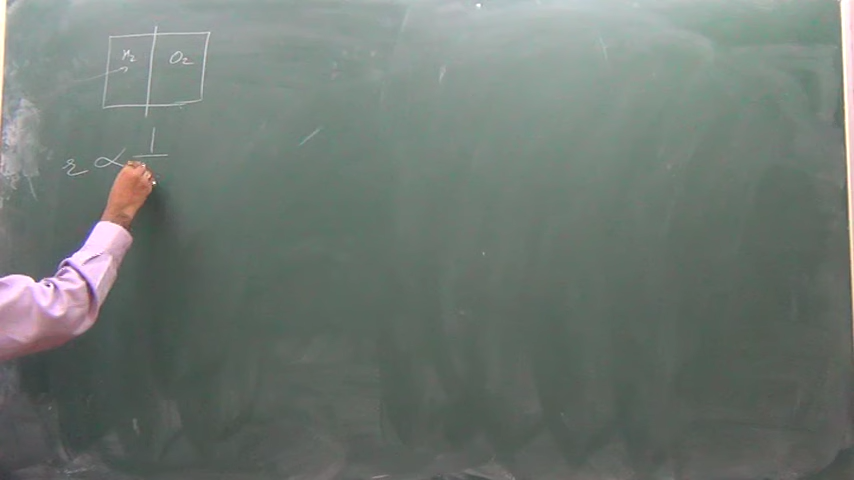 H₂ O₂
r ∝ 1